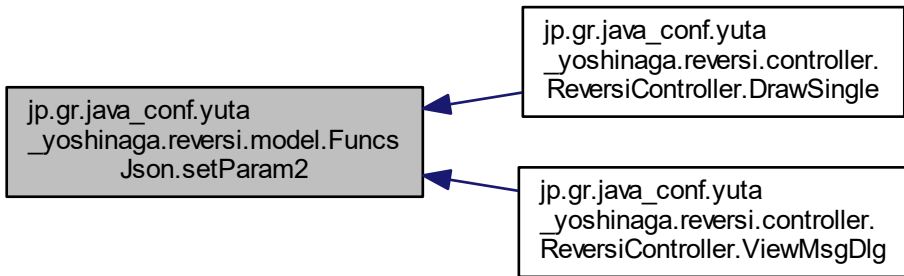 jp.gr.java_conf.yuta
_yoshinaga.reversi.model.Funcs
Json.setParam2
jp.gr.java_conf.yuta
_yoshinaga.reversi.controller.
ReversiController.DrawSingle
jp.gr.java_conf.yuta
_yoshinaga.reversi.controller.
ReversiController.ViewMsgDlg